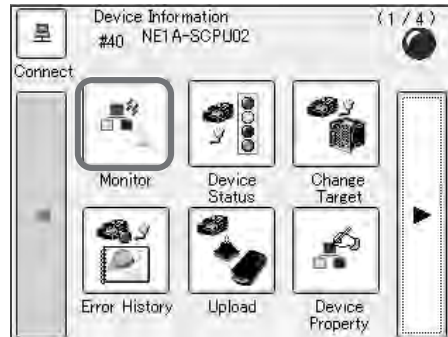 Device Information
(1/4)
#40 NE1A-SCPU02
Connect
Monitor
Device Status
Change Target
Error History
Upload
Device Property